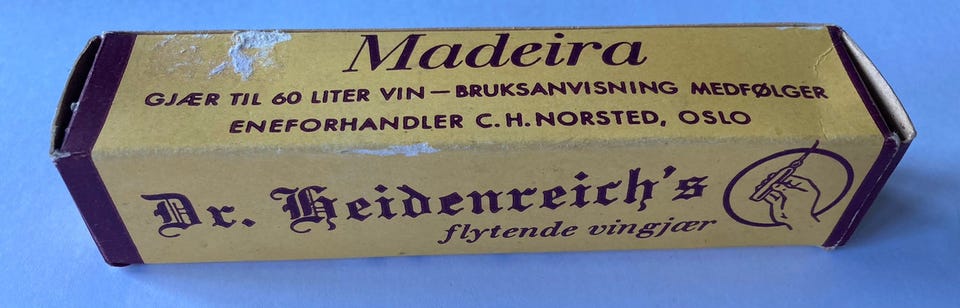 Madeira
GJÆR TIL 60 LITER VIN — BRUKSANVISNING MEDFØLGER
ENEFORHANDLER C. H. NORSTED, OSLO
Dr. Heidenreich's
flytende vingjær